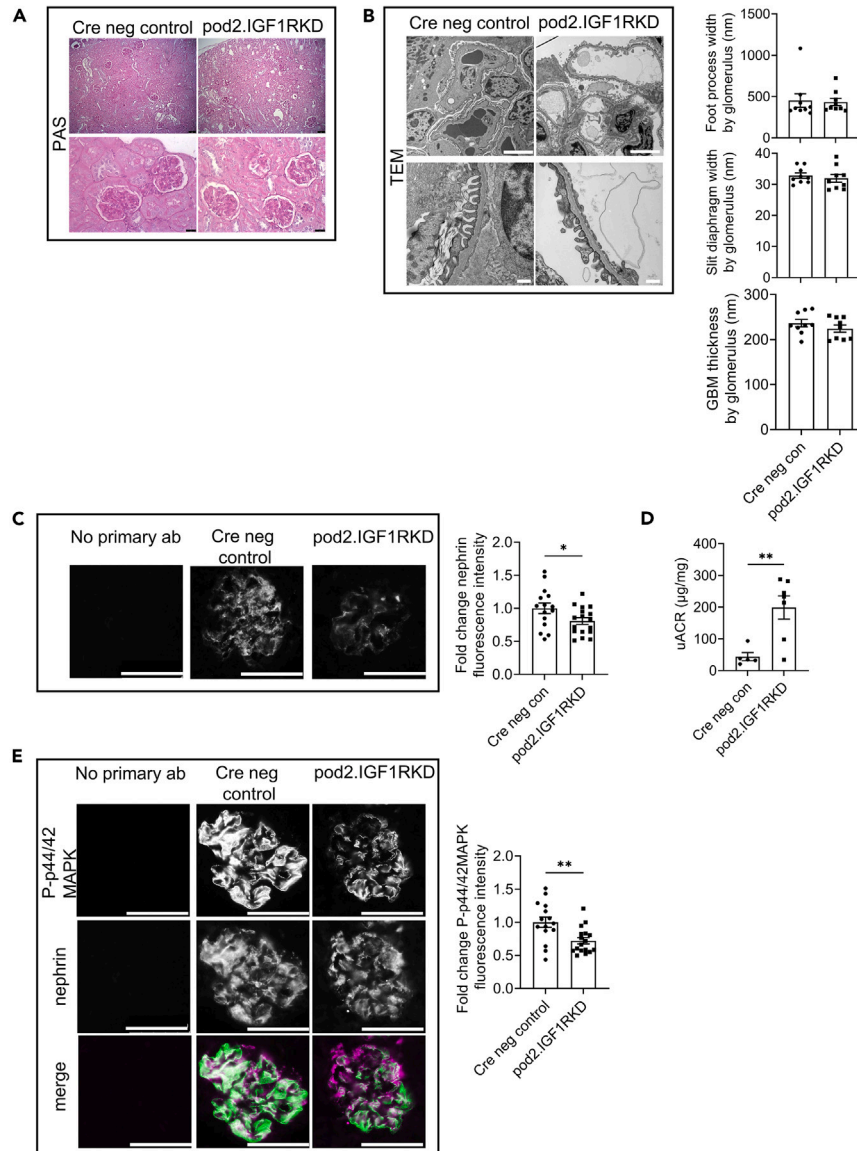 A
Cre neg control pod2.IGF1RKD
PAS
B
Cre neg control pod2.IGF1RKD
TEM
Foot process width
by glomerulus (nm)
1500
1000
500
0
Slit diaphragm width
by glomerulus (nm)
40
30
20
10
0
GBM thickness
by glomerulus (nm)
300
200
100
0
Cre neg con
pod2.IGF1RKD
C
No primary ab
Cre neg
control
pod2.IGF1RKD
Fold change nephrin
fluorescence intensity
2.0
1.5
1.0
0.5
0.0
*
Cre neg con
pod2.IGF1RKD
D
uACR (µg/mg)
400
300
200
100
0
**
Cre neg con
pod2.IGF1RKD
E
No primary ab
Cre neg
control
pod2.IGF1RKD
P-p44/42
MAPK
nephrin
merge
Fold change P-p44/42MAPK
fluorescence intensity
2.0
1.5
1.0
0.5
0.0
**
Cre neg control
pod2.IGF1RKD